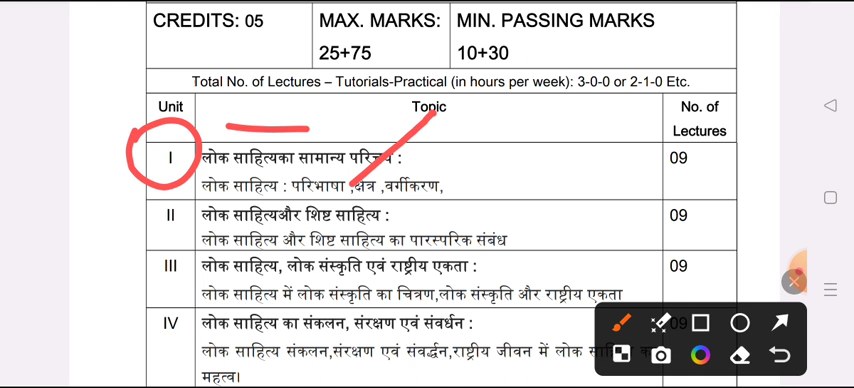 CREDITS: 05 MAX. MARKS: MIN. PASSING MARKS
25+75 10+30
Total No. of Lectures – Tutorials-Practical (in hours per week): 3-0-0 or 2-1-0 Etc.
Unit Topic No. of
Lectures
I लोक साहित्यका सामान्य परिचय : 09
लोक साहित्य : परिभाषा ,क्षेत्र ,वर्गीकरण,
II लोक साहित्यऔर शिष्ट साहित्य : 09
लोक साहित्य और शिष्ट साहित्य का पारस्परिक संबंध
III लोक साहित्य, लोक संस्कृति एवं राष्ट्रीय एकता : 09
लोक साहित्य में लोक संस्कृति का चित्रण,लोक संस्कृति और राष्ट्रीय एकता
IV लोक साहित्य का संकलन, संरक्षण एवं संवर्धन : 09
लोक साहित्य संकलन,संरक्षण एवं संवर्द्धन,राष्ट्रीय जीवन में लोक
महत्व।